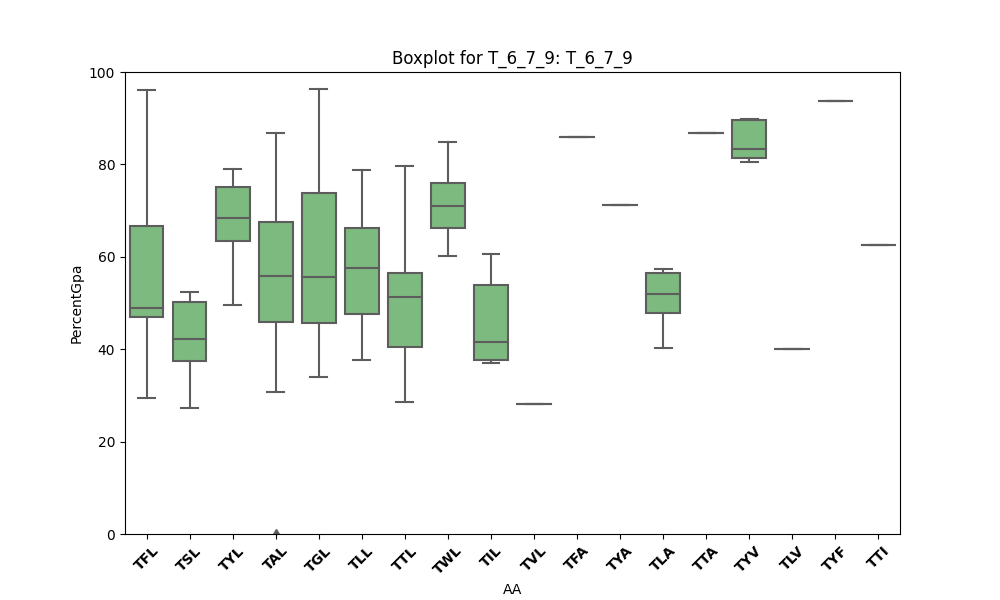 Boxplot for T_6_7_9: T_6_7_9
100
80
60
40
20
0
PercentGpa
TFL TSL TYL TAL TGL TLL TTL TWL TIL TVL TFA TYA TLA TTA TYV TLV TYF TTI
AA